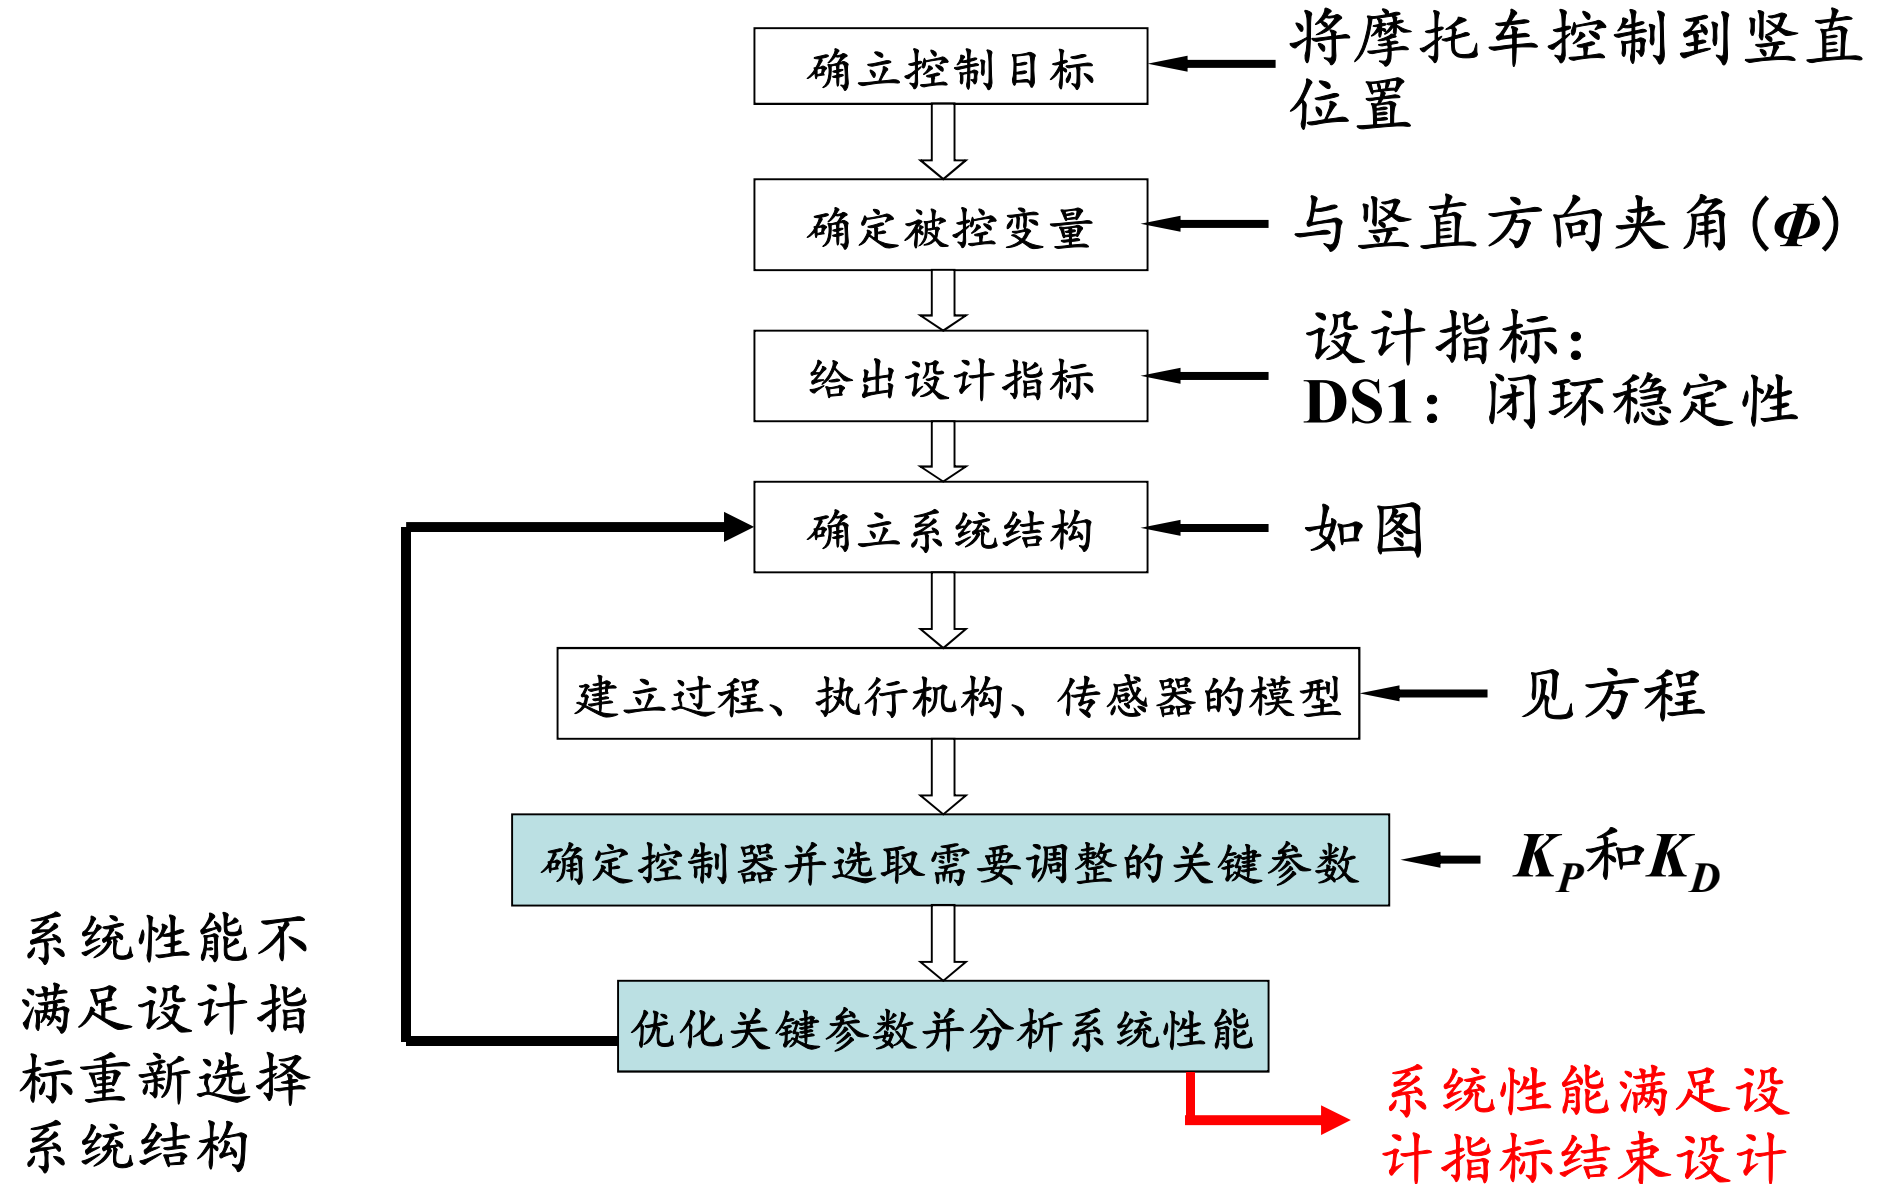 确立控制目标
将摩托车控制到竖直
位置
确定被控变量
与竖直方向夹角(Φ)
给出设计指标
设计指标：
DS1：闭环稳定性
确立系统结构
如图
建立过程、执行机构、传感器的模型
见方程
确定控制器并选取需要调整的关键参数
K_P和K_D
优化关键参数并分析系统性能
系统性能不
满足设计指
标重新选择
系统结构
系统性能满足设
计指标结束设计